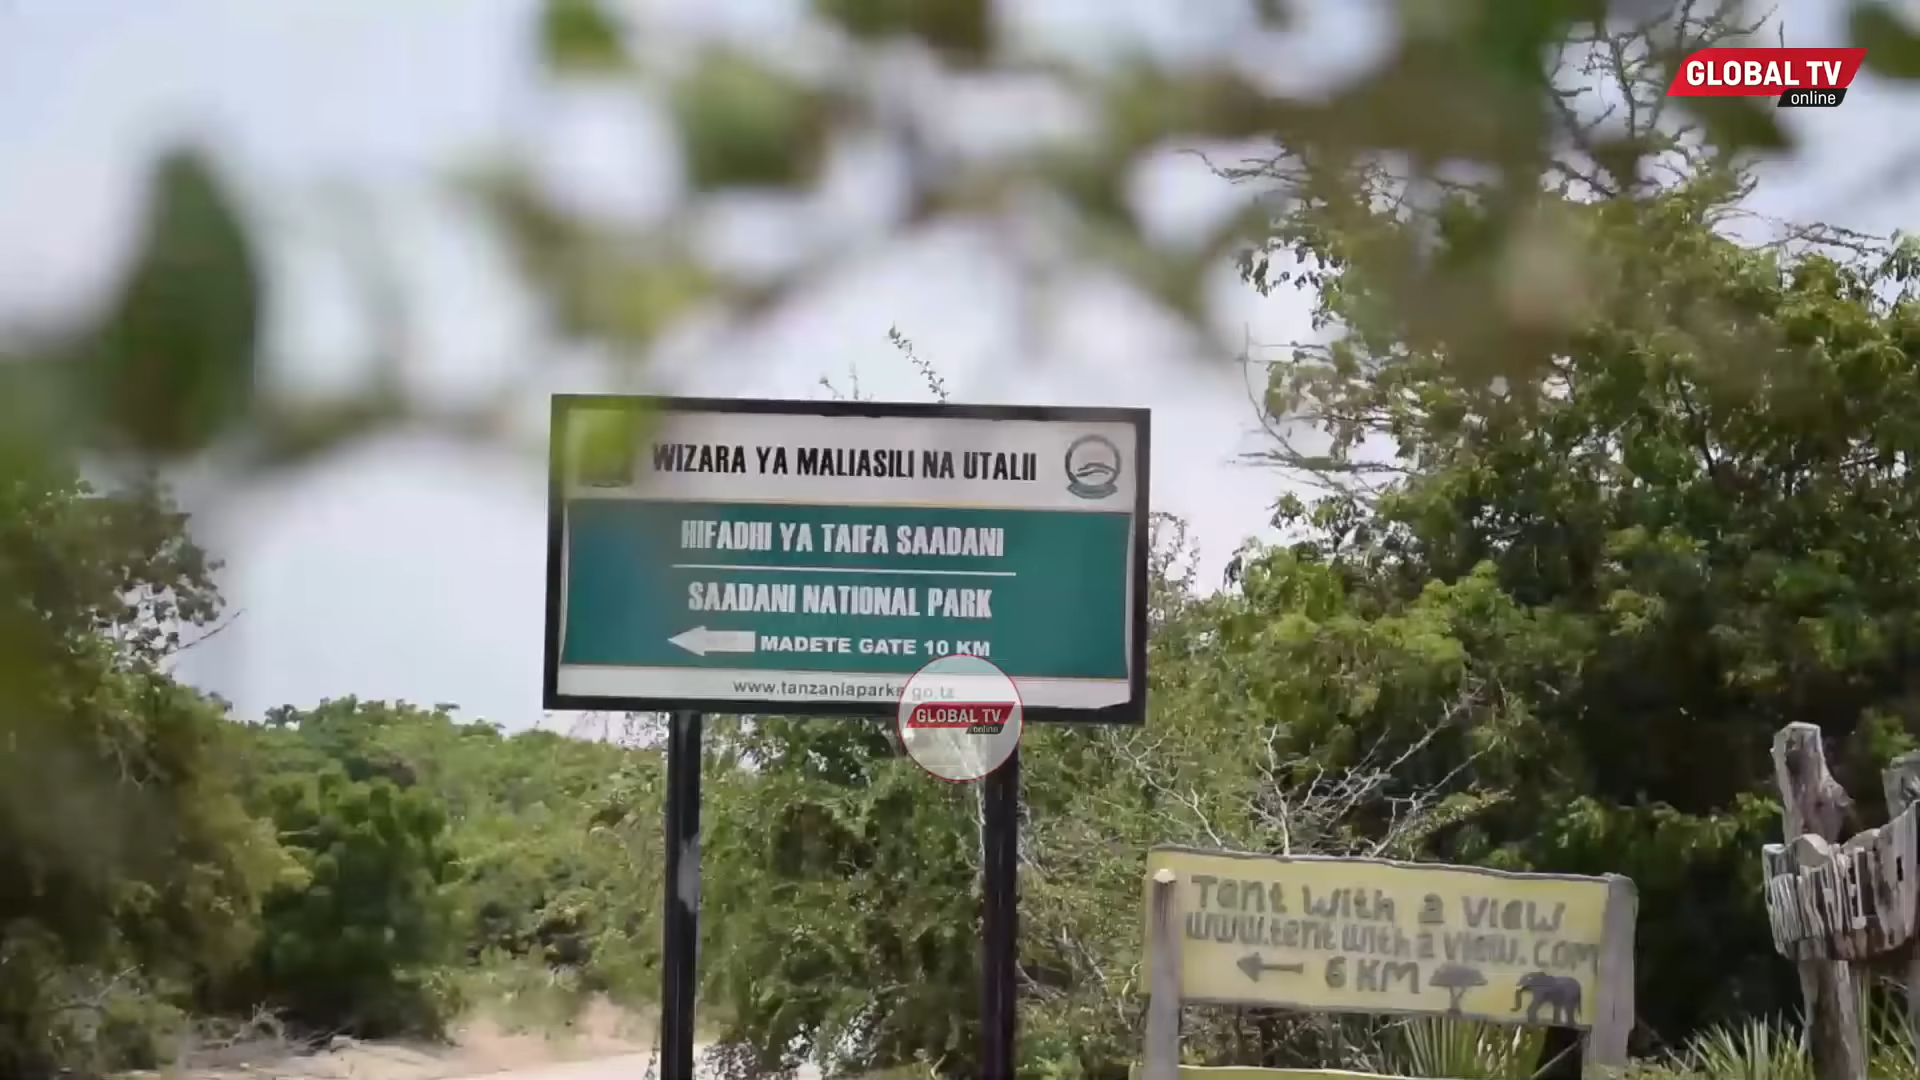 GLOBAL TV
online
WIZARA YA MALIASILI NA UTALII
HIFADHI YA TAIFA SAADANI
SAADANI NATIONAL PARK
MADETE GATE 10 KM
www.tanzaniaparks.go.tz
GLOBAL TV
online
Tent With a View
www.tentwithaview.com
6 KM